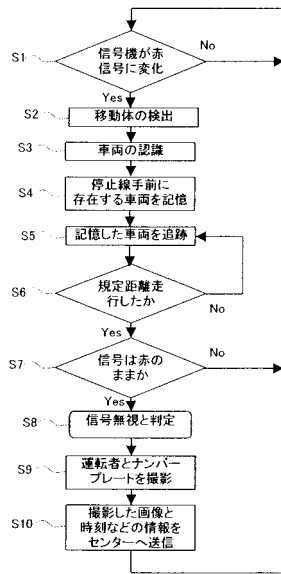 S1
信号機が赤
信号に変化
No
Yes
S2
移動体の検出
S3
車両の認識
S4
停止線手前に
存在する車両を記憶
S5
記憶した車両を追跡
S6
規定距離走
行したか
No
Yes
S7
信号は赤の
ままか
No
Yes
S8
信号無視と判定
S9
運転者とナンバー
プレートを撮影
S10
撮影した画像と
時刻などの情報を
センターへ送信